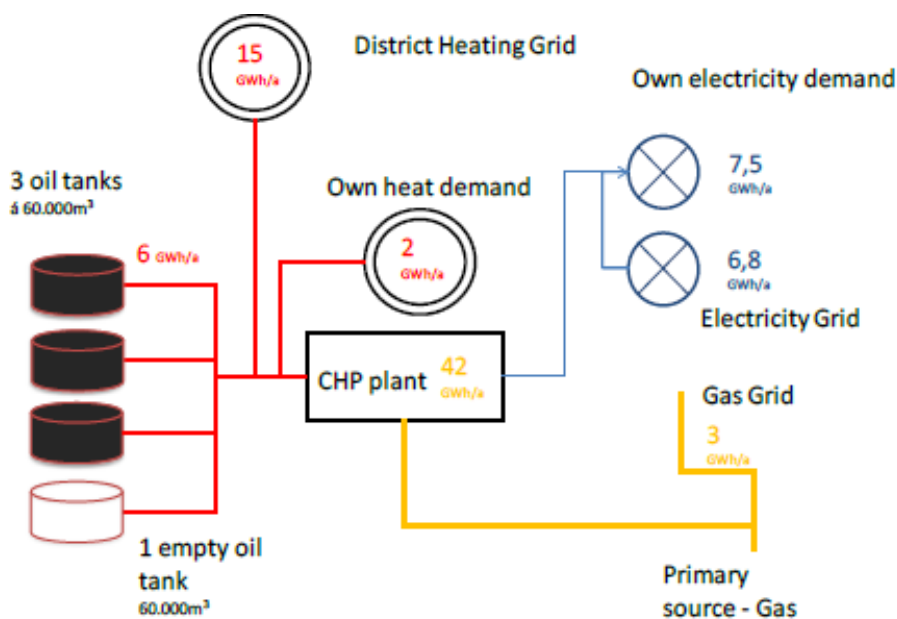 15
GWh/a
District Heating Grid
Own electricity demand
7,5
GWh/a
3 oil tanks
á 60.000m³
Own heat demand
6 GWh/a
2
GWh/a
6,8
GWh/a
Electricity Grid
CHP plant
42
GWh/a
Gas Grid
3
GWh/a
1 empty oil
tank
60.000m³
Primary
source - Gas